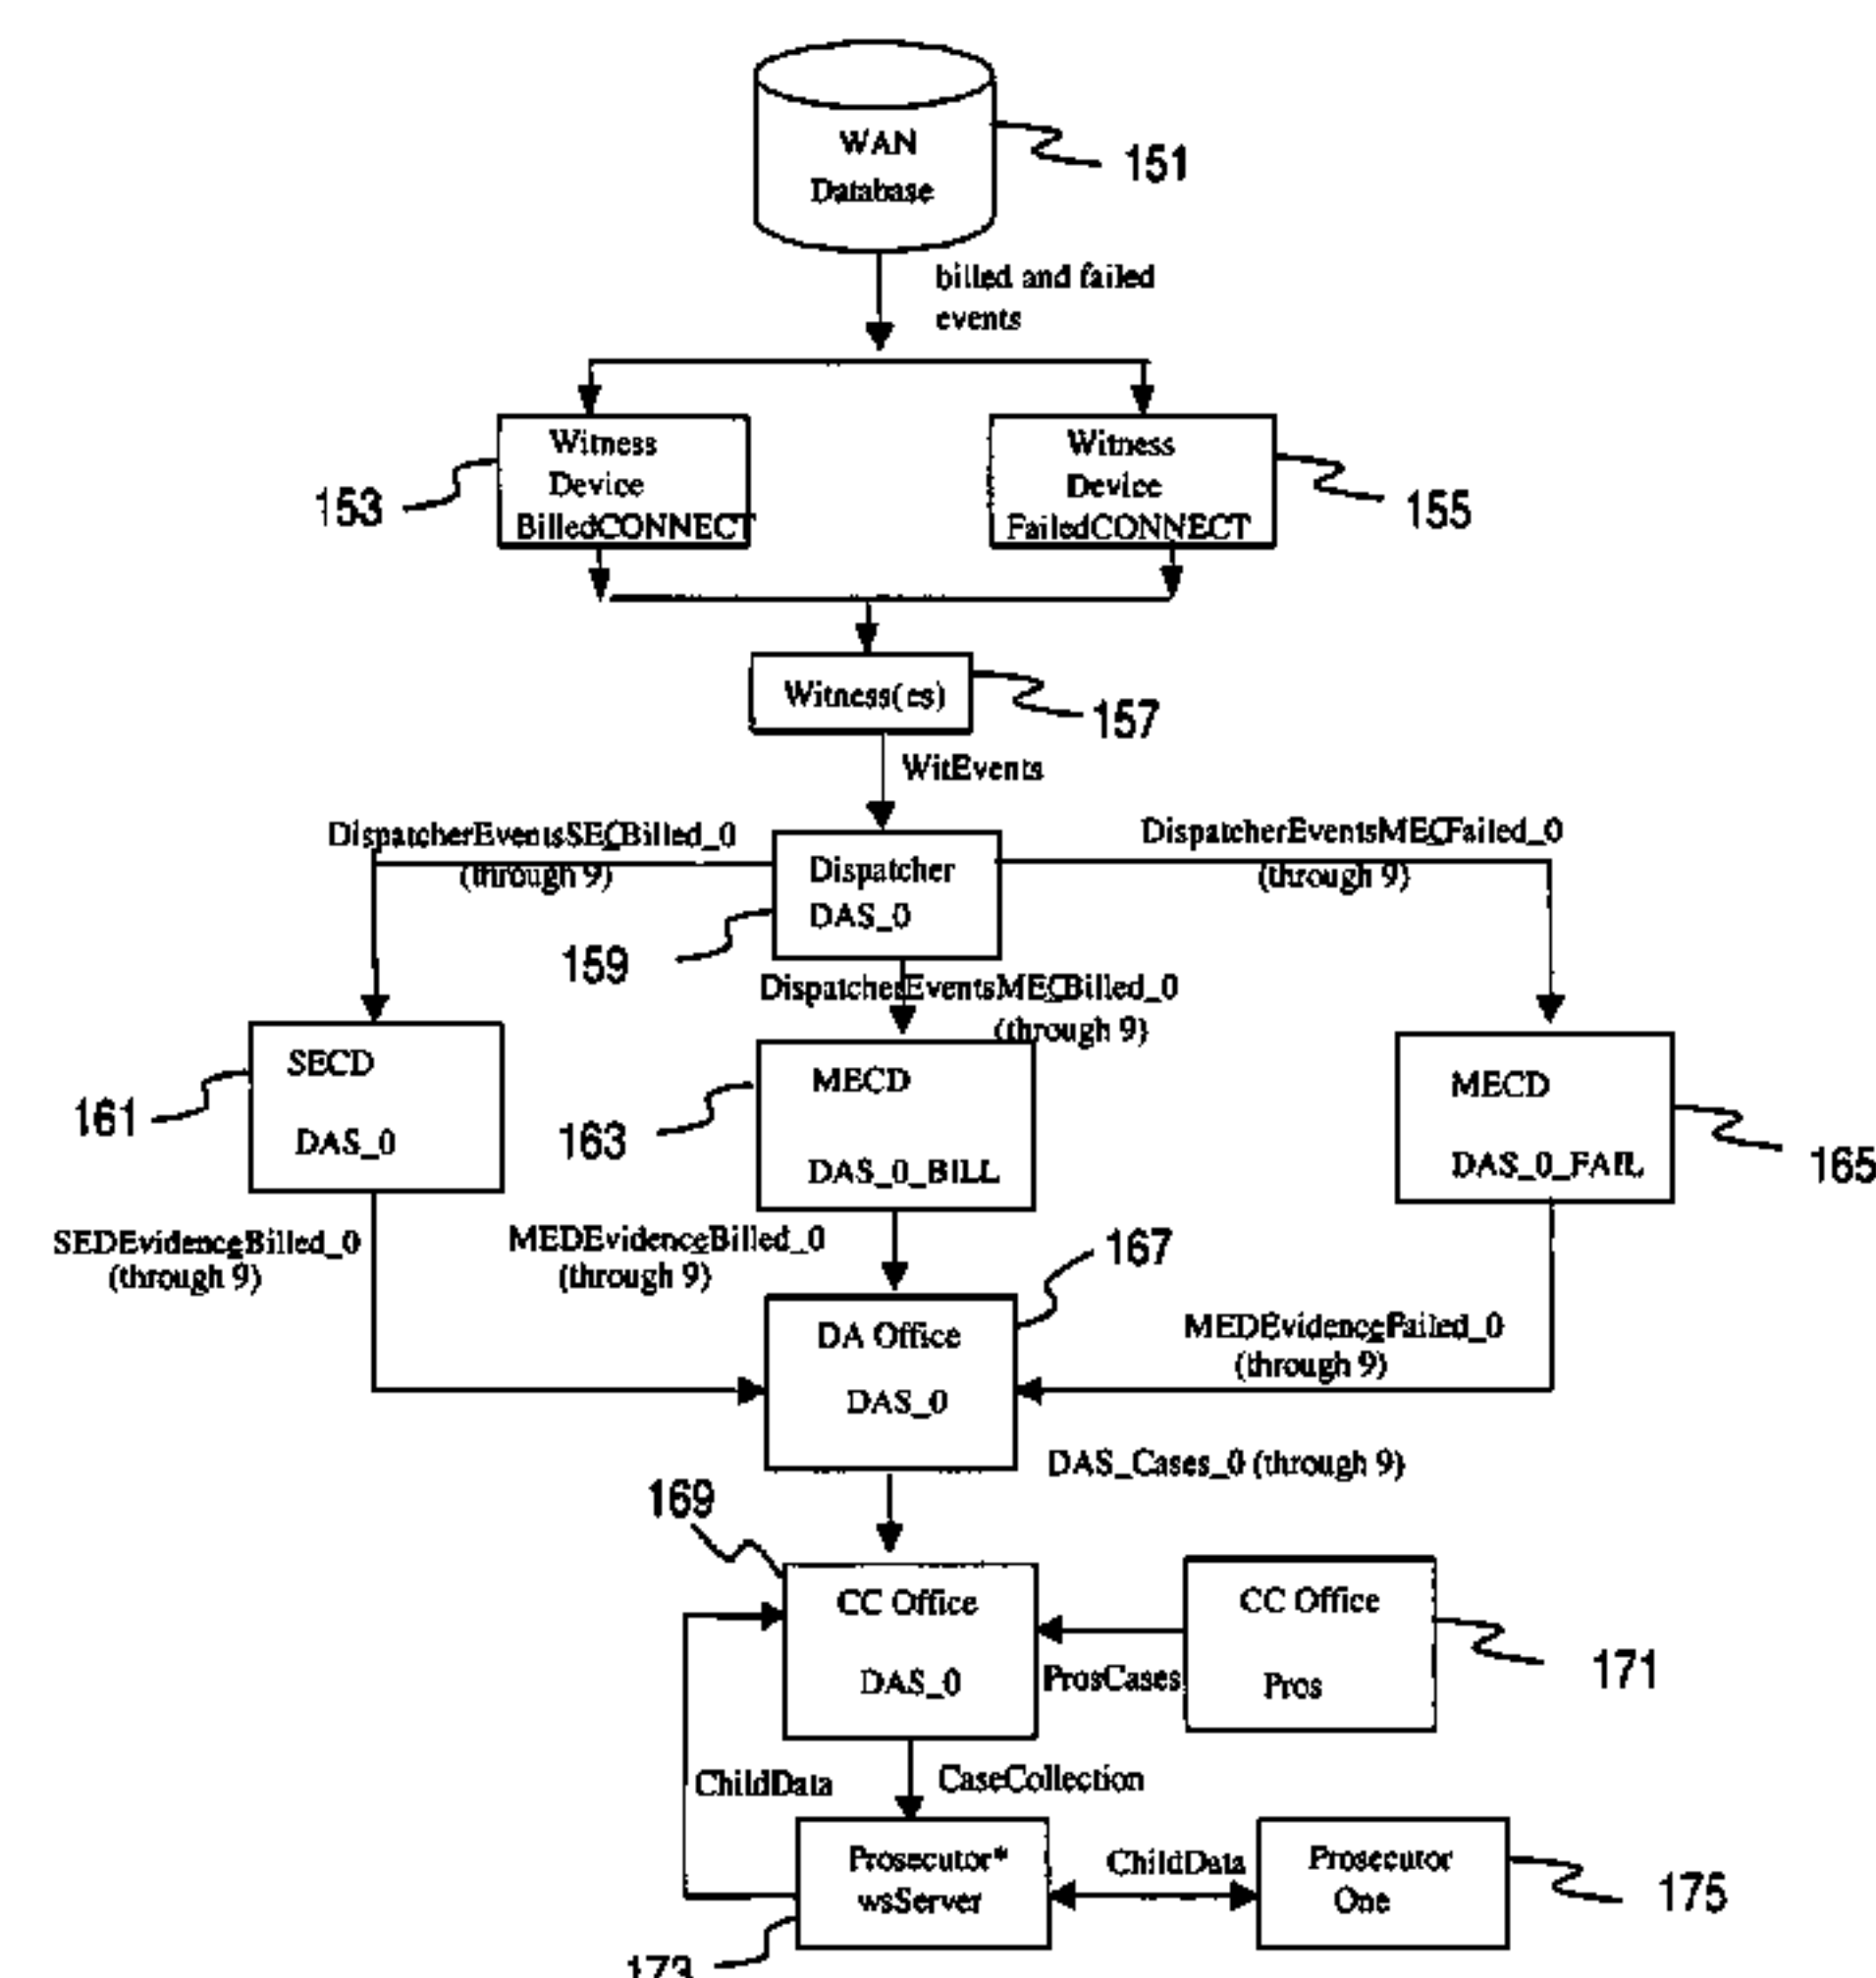 WAN
Database
151
billed and failed
events
Witness
Device
BilledCONNECT
153
Witness
Device
FailedCONNECT
155
Witness(es)
157
WitEvents
DispatcherEventsSECBilled_0
(through 9)
DispatcherEventsMECFailed_0
(through 9)
Dispatcher
DAS_0
159
DispatcherEventsMECBilled_0
(through 9)
SECD
DAS_0
161
MECD
DAS_0_BILL
163
MECD
DAS_0_FAIL
165
SEDEvidenceBilled_0
(through 9)
MEDEvidenceBilled_0
(through 9)
167
DA Office
DAS_0
MEDEvidenceFailed_0
(through 9)
DAS_Cases_0 (through 9)
169
CC Office
DAS_0
ProsCases
CC Office
Pros
171
ChildData
CaseCollection
Prosecutor*
wsServer
ChildData
Prosecutor
One
175
173